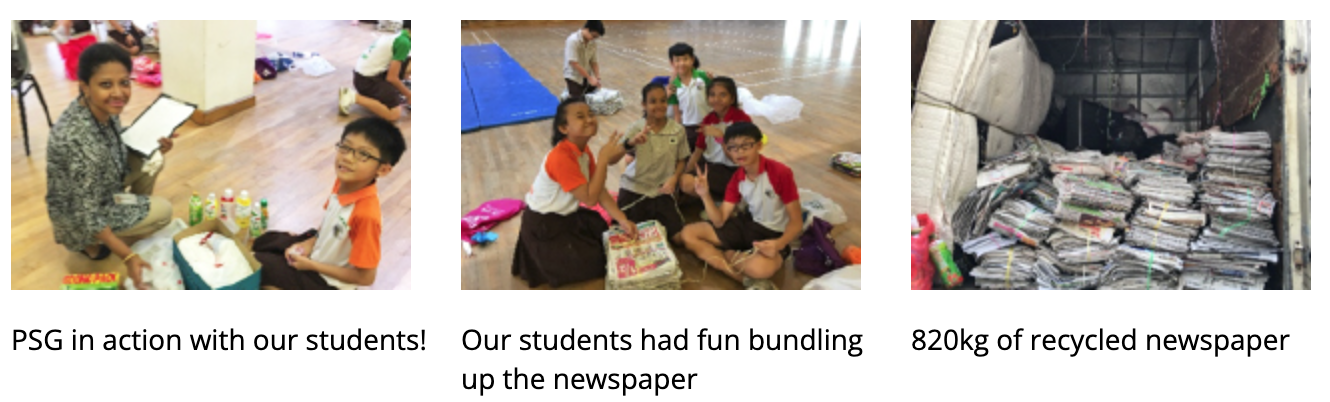 PSG in action with our students!
Our students had fun bundling
up the newspaper
820kg of recycled newspaper